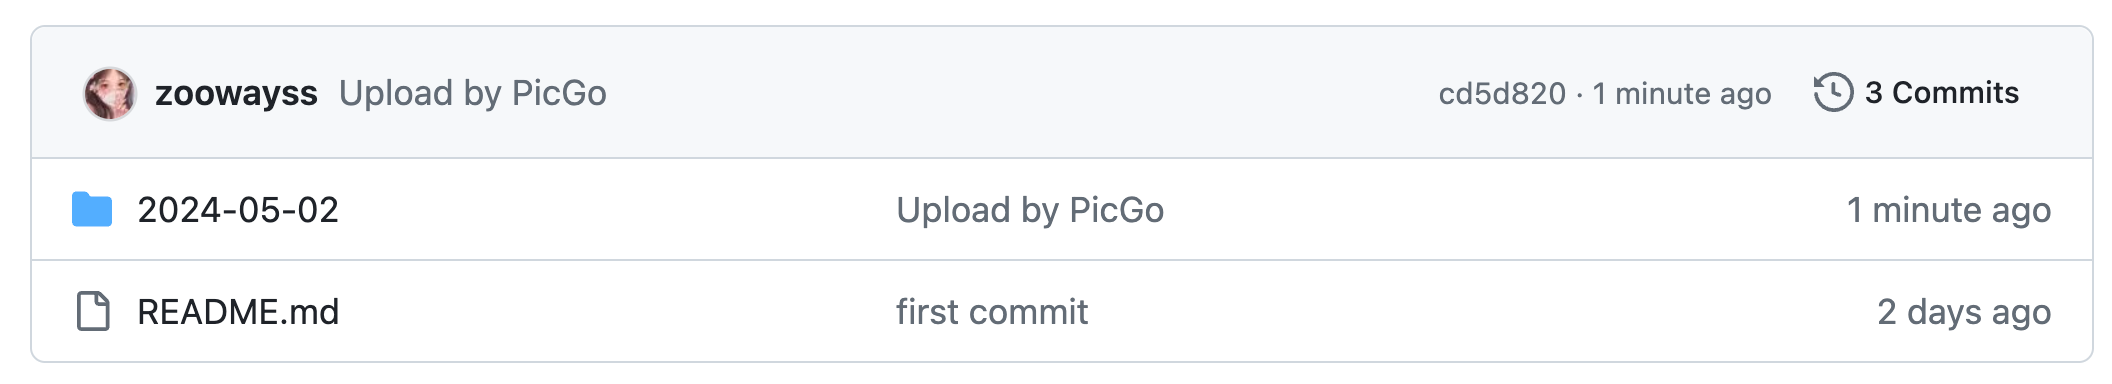 zoowayss Upload by PicGo cd5d820 · 1 minute ago 3 Commits
2024-05-02 Upload by PicGo 1 minute ago
README.md first commit 2 days ago